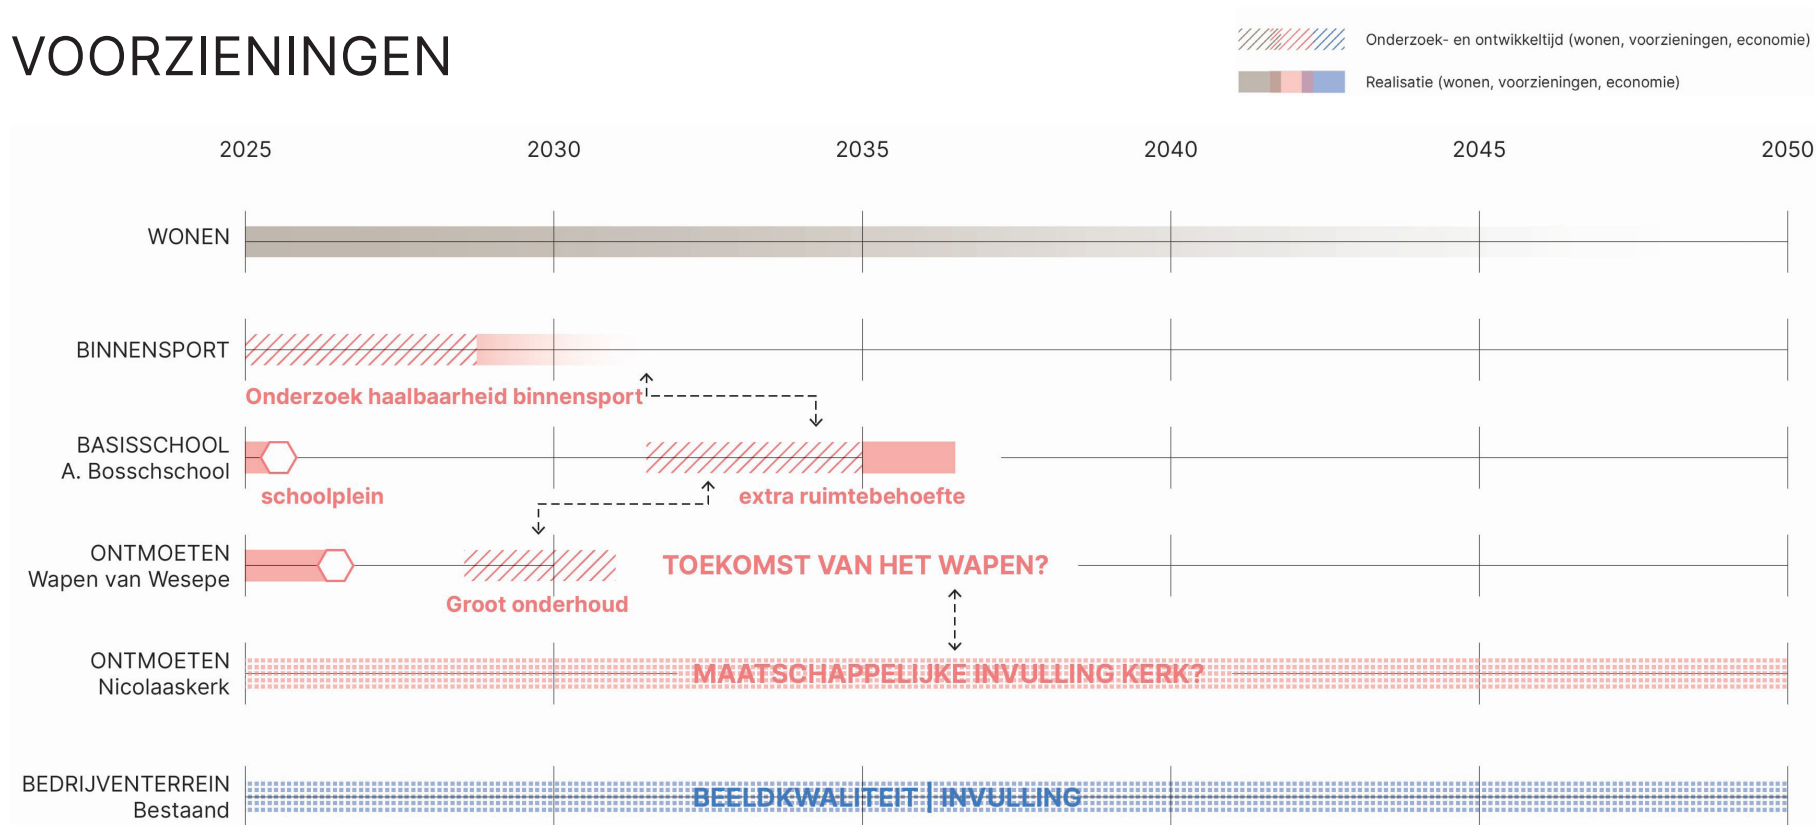 VOORZIENINGEN
Onderzoek- en ontwikkeltijd (wonen, voorzieningen, economie)
Realisatie (wonen, voorzieningen, economie)
2025 2030 2035 2040 2045 2050
WONEN
BINNENSPORT
Onderzoek haalbaarheid binnensport
BASISSCHOOL
A. Bosschschool
schoolplein extra ruimtebehoefte
ONTMOETEN
Wapen van Wesepe
TOEKOMST VAN HET WAPEN?
Groot onderhoud
ONTMOETEN
Nicolaaskerk
MAATSCHAPPELIJKE INVULLING KERK?
BEDRIJVENTERREIN
Bestaand
BEELDKWALITEIT | INVULLING